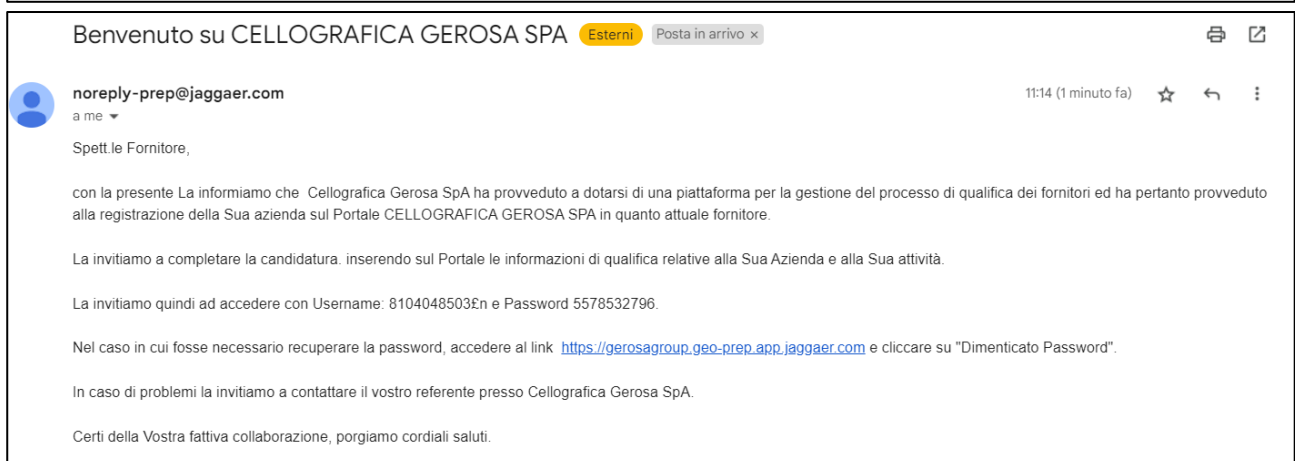 Benvenuto su CELLOGRAFICA GEROSA SPA Esterni Posta in arrivo ×
noreply-prep@jaggaer.com 11:14 (1 minuto fa)
a me
Spett.le Fornitore,
con la presente La informiamo che Cellografica Gerosa SpA ha provveduto a dotarsi di una piattaforma per la gestione del processo di qualifica dei fornitori ed ha pertanto provveduto
alla registrazione della Sua azienda sul Portale CELLOGRAFICA GEROSA SPA in quanto attuale fornitore.
La invitiamo a completare la candidatura. inserendo sul Portale le informazioni di qualifica relative alla Sua Azienda e alla Sua attività.
La invitiamo quindi ad accedere con Username: 8104048503£n e Password 5578532796.
Nel caso in cui fosse necessario recuperare la password, accedere al link https://gerosagroup.geo-prep.app.jaggaer.com e cliccare su "Dimenticato Password".
In caso di problemi la invitiamo a contattare il vostro referente presso Cellografica Gerosa SpA.
Certi della Vostra fattiva collaborazione, porgiamo cordiali saluti.